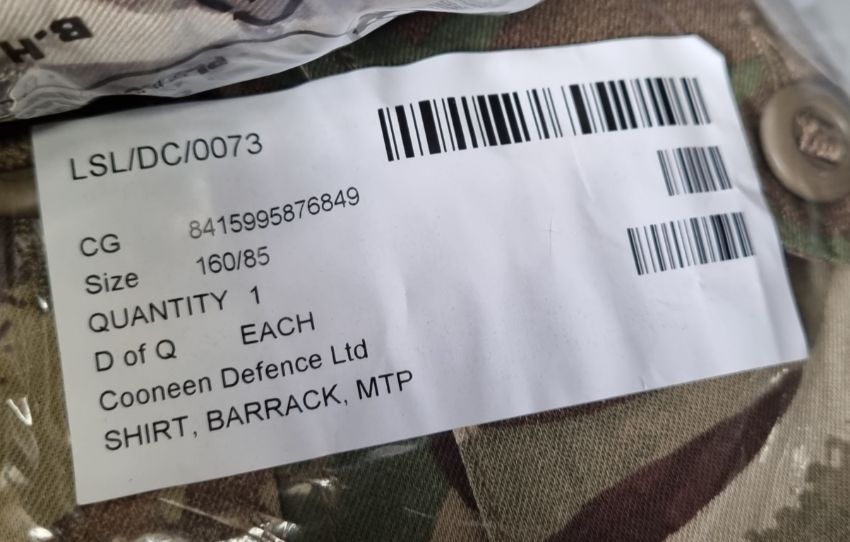 B.H
LSL/DC/0073
CG 8415995876849
Size 160/85
QUANTITY 1
D of Q EACH
Cooneen Defence Ltd
SHIRT, BARRACK, MTP